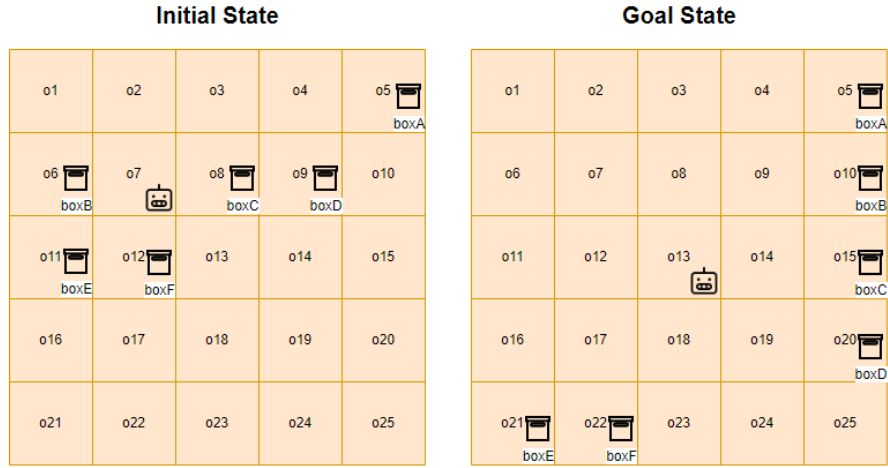 Initial State
o1 o2 o3 o4 o5
boxA
o6 o7 o8 o9 o10
boxB boxC boxD
o11 o12 o13 o14 o15
boxE boxF
o16 o17 o18 o19 o20
o21 o22 o23 o24 o25
Goal State
o1 o2 o3 o4 o5
boxA
o6 o7 o8 o9 o10
boxB
o11 o12 o13 o14 o15
boxC
o16 o17 o18 o19 o20
boxD
o21 o22 o23 o24 o25
boxE boxF